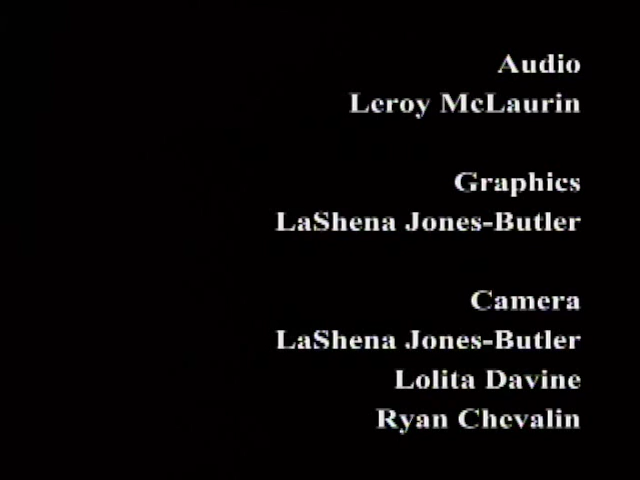 Audio
Leroy McLaurin
Graphics
LaShena Jones-Butler
Camera
LaShena Jones-Butler
Lolita Davine
Ryan Chevalin